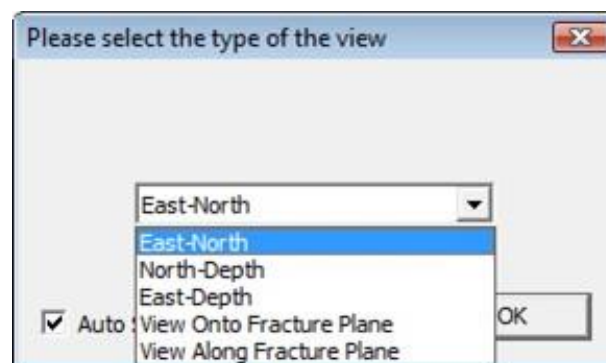 Please select the type of the view
East-North
East-North
North-Depth
East-Depth
Auto
View Onto Fracture Plane
OK
View Along Fracture Plane